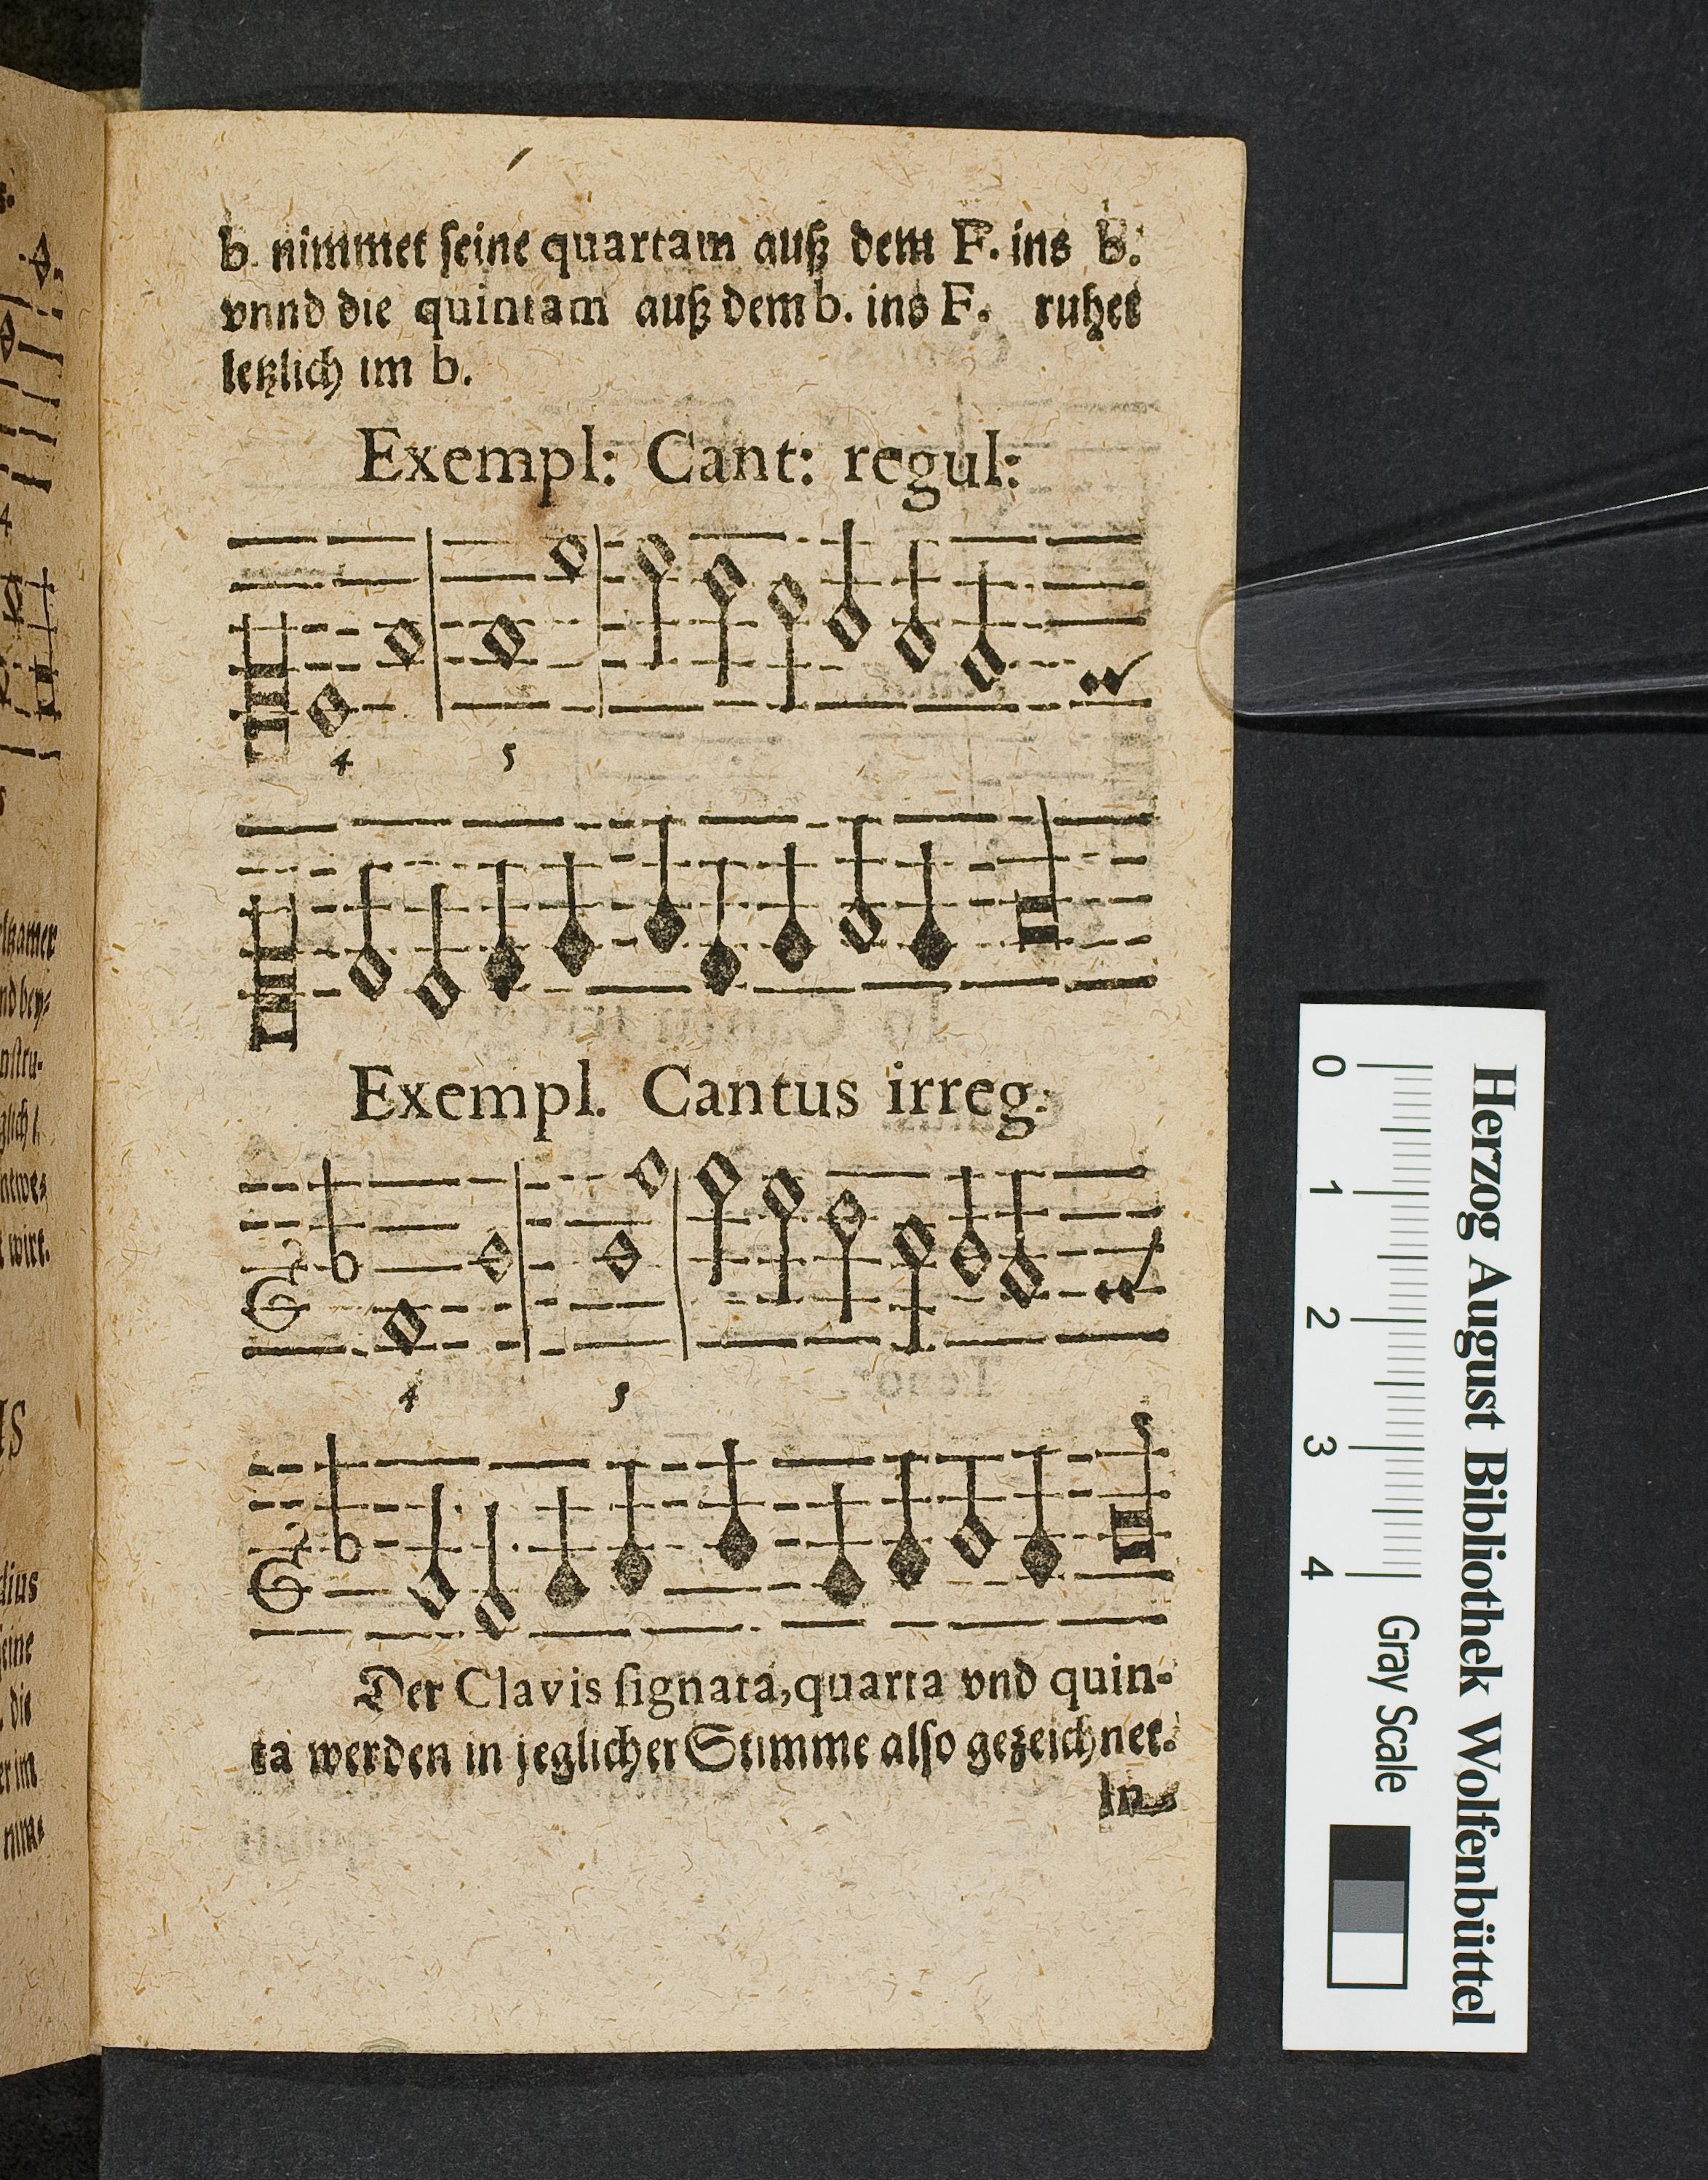 b. nimmet seine quartam auß dem F. ins B.
vnnd die quintam auß dem b. ins F. ruhet
letzlich im b.
Exempl: Cant: regul:
4 5
Exempl. Cantus irreg:
4 5
Der Clavis signata, quarta vnd quin-
ta werden in jeglicher Stimme also gezeichnet.
In
Herzog August Bibliothek Wolfenbüttel
0 1 2 3 4 Gray Scale